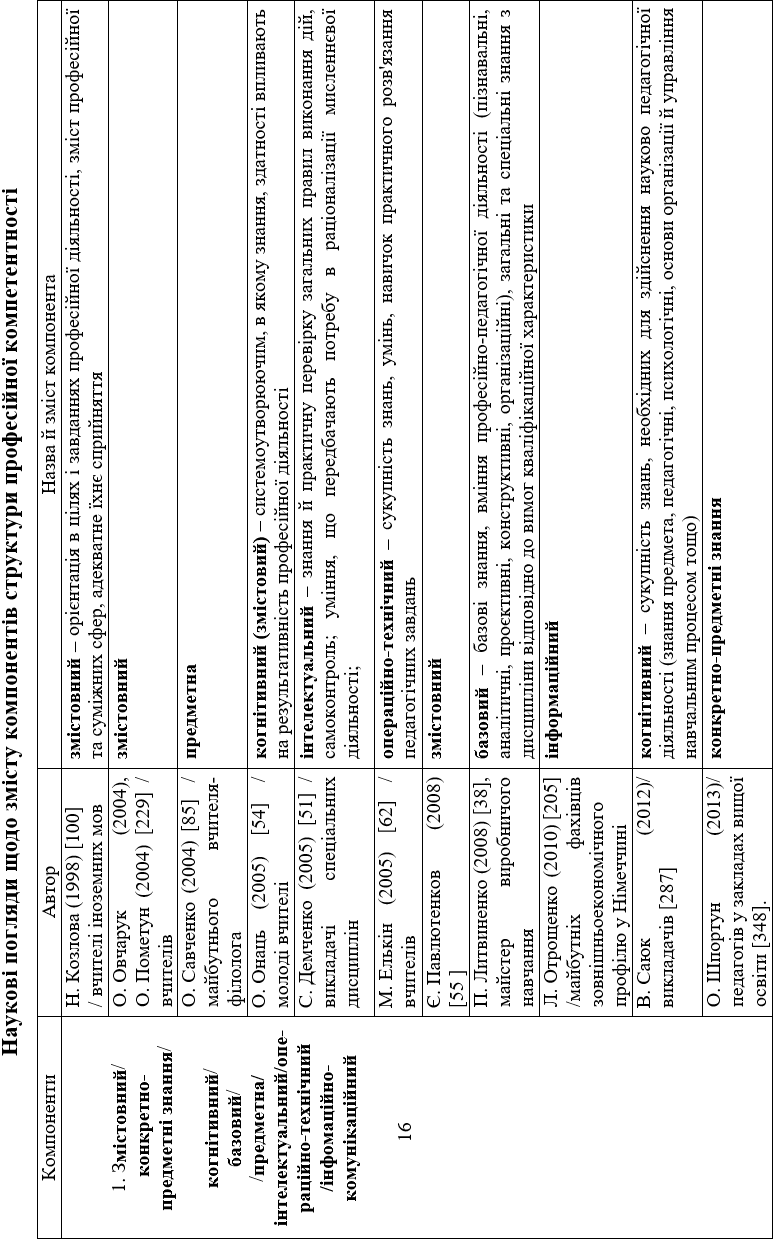 Наукові погляди щодо змісту компонентів структури професійної компетентності
Компоненти
Автор
Назва й зміст компонента
1. Змістовний/
конкретно-
предметні знання/
когнітивний/
базовий/
/предметна/
інтелектуальний/опе-
раційно-технічний
/інфомаційно-
комунікаційний
16
Н. Козлова (1998) [100]
/ вчителі іноземних мов
змістовний – орієнтація в цілях і завданнях професійної діяльності, зміст професійної
та суміжних сфер, адекватне їхнє сприйняття
О. Овчарук (2004),
О. Пометун (2004) [229] /
вчителів
змістовний
О. Савченко (2004) [85] /
майбутнього вчителя-
філолога
предметна
О. Онаць (2005) [54] /
молоді вчителі
когнітивний (змістовий) – системоутворюючим, в якому знання, здатності впливають
на результативність професійної діяльності
С. Демченко (2005) [51] /
викладачі спеціальних
дисциплін
інтелектуальний – знання й практичну перевірку загальних правил виконання дій,
самоконтроль; уміння, що передбачають потребу в раціоналізації мисленнєвої
діяльності;
М. Елькін (2005) [62] /
вчителів
операційно-технічний – сукупність знань, умінь, навичок практичного розв'язання
педагогічних завдань
Є. Павлютенков (2008)
[55 ]
змістовний
П. Литвиненко (2008) [38],
майстер виробничого
навчання
базовий – базові знання, вміння професійно-педагогічної діяльності (пізнавальні,
аналітичні, проєктивні, конструктивні, організаційні), загальні та спеціальні знання з
дисципліни відповідно до вимог кваліфікаційної характеристики
Л. Отрощенко (2010) [205]
/майбутніх фахівців
зовнішньоекономічного
профілю у Німеччині
інформаційний
В. Саюк (2012)/
викладачів [287]
когнітивний – сукупність знань, необхідних для здійснення науково педагогічної
діяльності (знання предмета, педагогічні, психологічні, основи організації й управління
навчальним процесом тощо)
О. Шпортун (2013)/
педагогів у закладах вищої
освіти [348].
конкретно-предметні знання